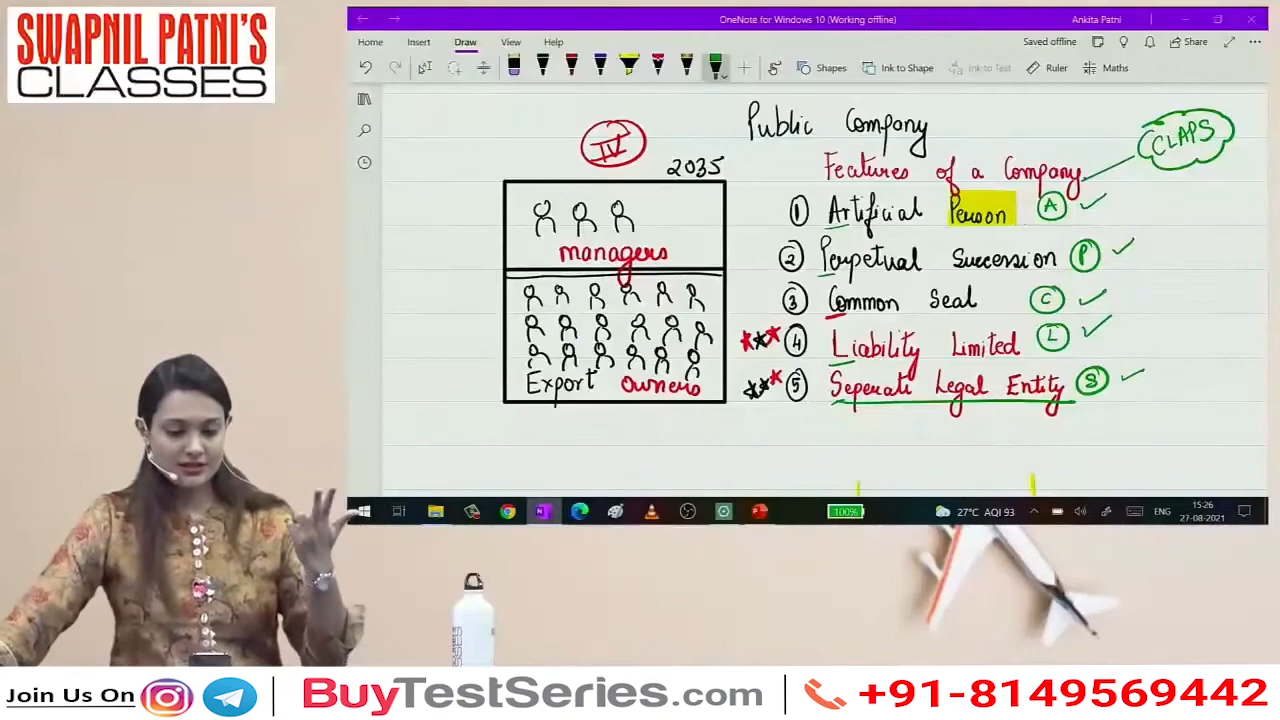 SWAPNIL PATNI'S
CLASSES
OneNote for Windows 10 (Working offline)
Ankita Patni
Home Insert Draw View Help
Saved offline
Share
Shapes
Ink to Shape
Ink to Text
Ruler
Maths
IV
2035
managers
Export owners
Public Company
CLAPS
Features of a Company
① Artificial Person A
② Perpetual Succession P
③ Common Seal C
④ Liability Limited L
⑤ Seperate Legal Entity S
100%
27°C AQI 93
ENG
15:26
27-08-2021
Join Us On
BuyTestSeries.com
+91-8149569442